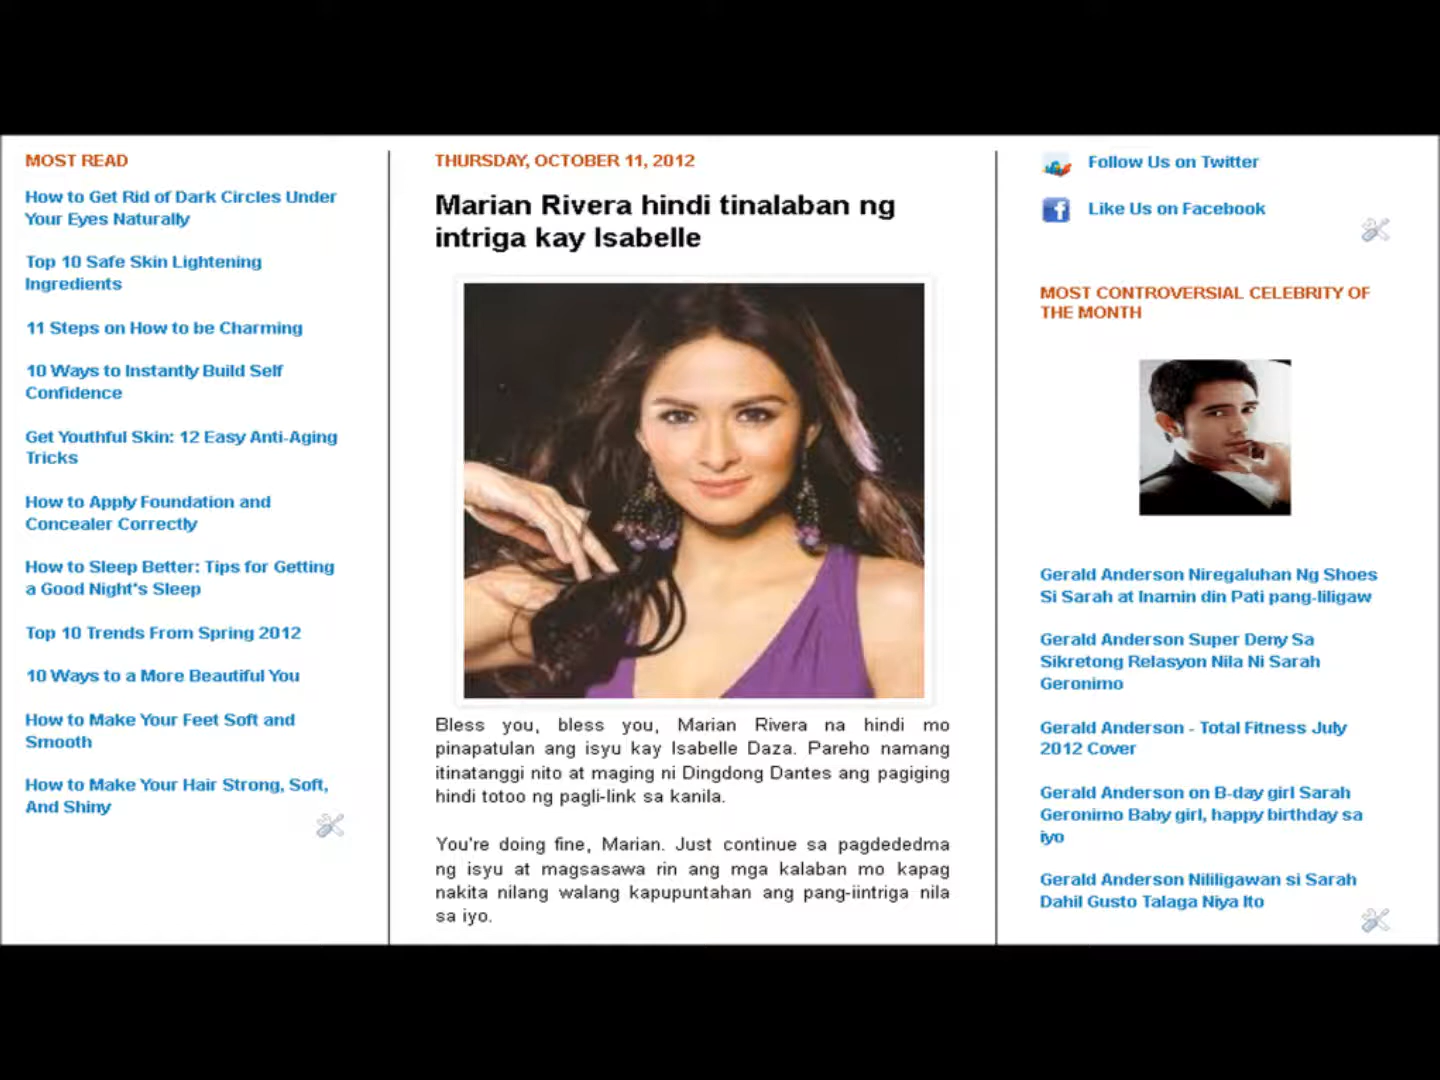 MOST READ
How to Get Rid of Dark Circles Under
Your Eyes Naturally
Top 10 Safe Skin Lightening
Ingredients
11 Steps on How to be Charming
10 Ways to Instantly Build Self
Confidence
Get Youthful Skin: 12 Easy Anti-Aging
Tricks
How to Apply Foundation and
Concealer Correctly
How to Sleep Better: Tips for Getting
a Good Night's Sleep
Top 10 Trends From Spring 2012
10 Ways to a More Beautiful You
How to Make Your Feet Soft and
Smooth
How to Make Your Hair Strong, Soft,
And Shiny
THURSDAY, OCTOBER 11, 2012
Marian Rivera hindi tinalaban ng
intriga kay Isabelle
Bless you, bless you, Marian Rivera na hindi mo
pinapatulan ang isyu kay Isabelle Daza. Pareho namang
itinatanggi nito at maging ni Dingdong Dantes ang pagiging
hindi totoo ng pagli-link sa kanila.
You're doing fine, Marian. Just continue sa pagdededma
ng isyu at magsasawa rin ang mga kalaban mo kapag
nakita nilang walang kapupuntahan ang pang-iintriga nila
sa iyo.
Follow Us on Twitter
Like Us on Facebook
MOST CONTROVERSIAL CELEBRITY OF
THE MONTH
Gerald Anderson Niregaluhan Ng Shoes
Si Sarah at Inamin din Pati pang-liligaw
Gerald Anderson Super Deny Sa
Sikretong Relasyon Nila Ni Sarah
Geronimo
Gerald Anderson - Total Fitness July
2012 Cover
Gerald Anderson on B-day girl Sarah
Geronimo Baby girl, happy birthday sa
iyo
Gerald Anderson Nililigawan si Sarah
Dahil Gusto Talaga Niya Ito